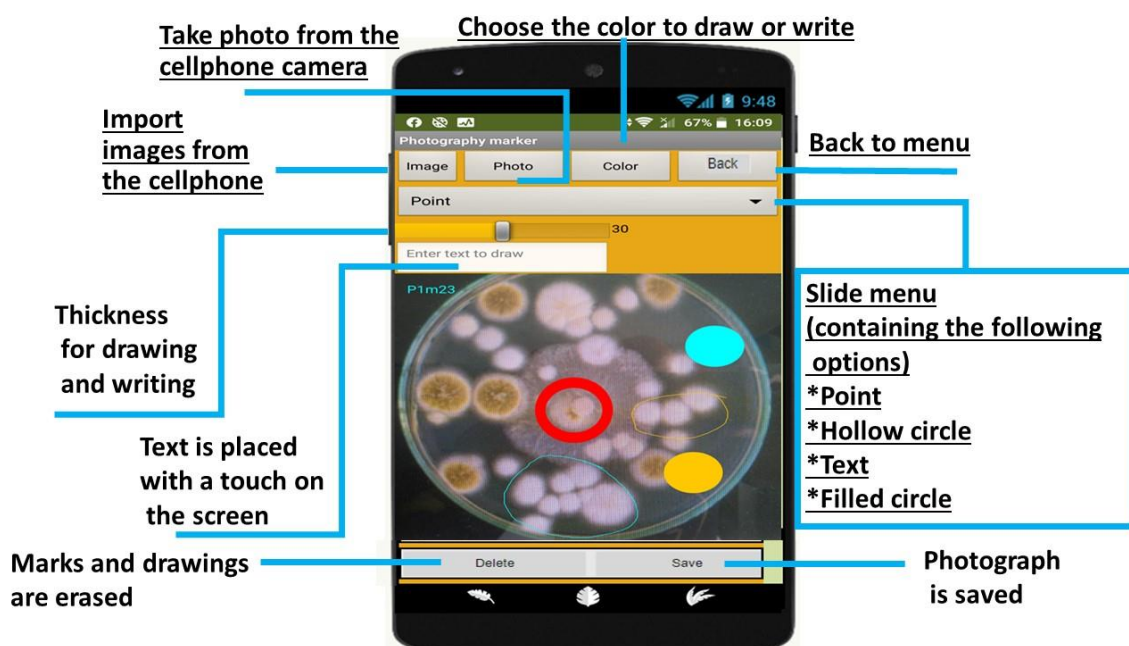 Take photo from the
cellphone camera
Choose the color to draw or write
Import
images from
the cellphone
Back to menu
9:48
67% 16:09
Photography marker
Image
Photo
Color
Back
Point
30
Enter text to draw
P1m23
Thickness
for drawing
and writing
Text is placed
with a touch on
the screen
Slide menu
(containing the following
options)
*Point
*Hollow circle
*Text
*Filled circle
Delete
Save
Marks and drawings
are erased
Photograph
is saved